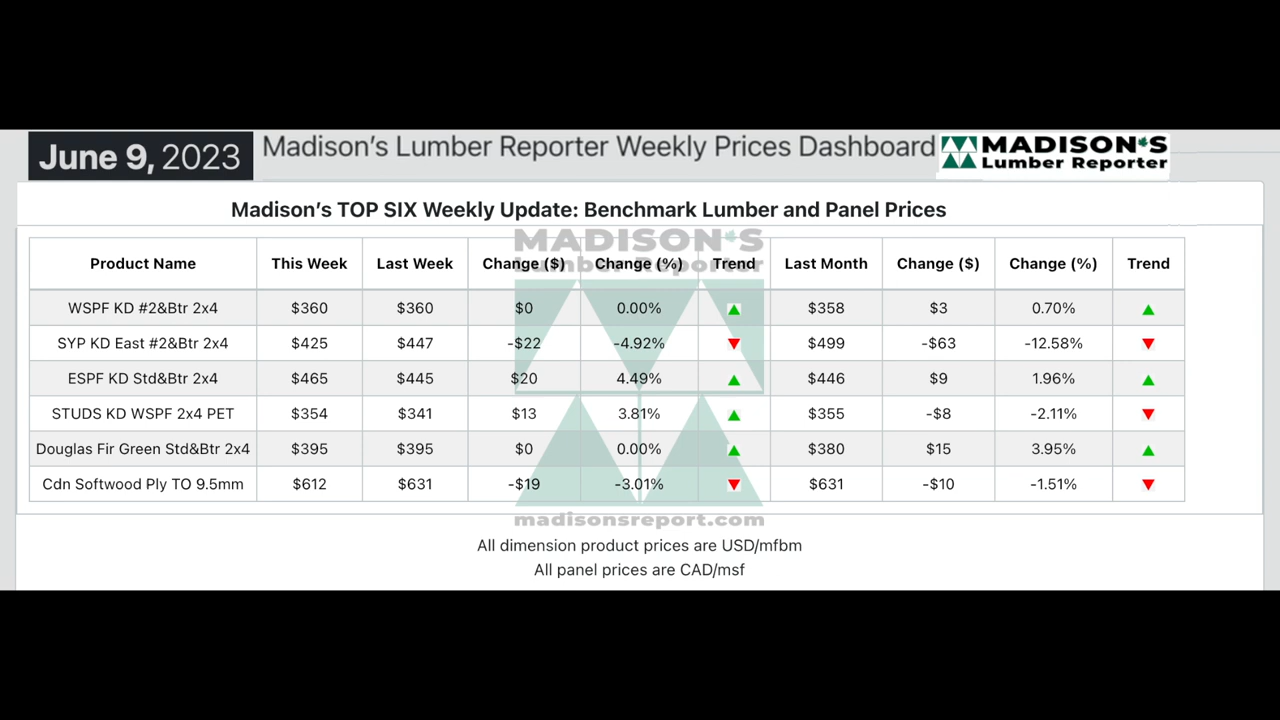 June 9, 2023 Madison's Lumber Reporter Weekly Prices Dashboard MADISON'S
Lumber Reporter
Madison's TOP SIX Weekly Update: Benchmark Lumber and Panel Prices
MADISON'S
Lumber Reporter
Product Name This Week Last Week Change ($) Change (%) Trend Last Month Change ($) Change (%) Trend
WSPF KD #2&Btr 2x4 $360 $360 $0 0.00% ▲ $358 $3 0.70% ▲
SYP KD East #2&Btr 2x4 $425 $447 -$22 -4.92% ▼ $499 -$63 -12.58% ▼
ESPF KD Std&Btr 2x4 $465 $445 $20 4.49% ▲ $446 $9 1.96% ▲
STUDS KD WSPF 2x4 PET $354 $341 $13 3.81% ▲ $355 -$8 -2.11% ▼
Douglas Fir Green Std&Btr 2x4 $395 $395 $0 0.00% ▲ $380 $15 3.95% ▲
Cdn Softwood Ply TO 9.5mm $612 $631 -$19 -3.01% ▼ $631 -$10 -1.51% ▼
madisonsreport.com
All dimension product prices are USD/mfbm
All panel prices are CAD/msf